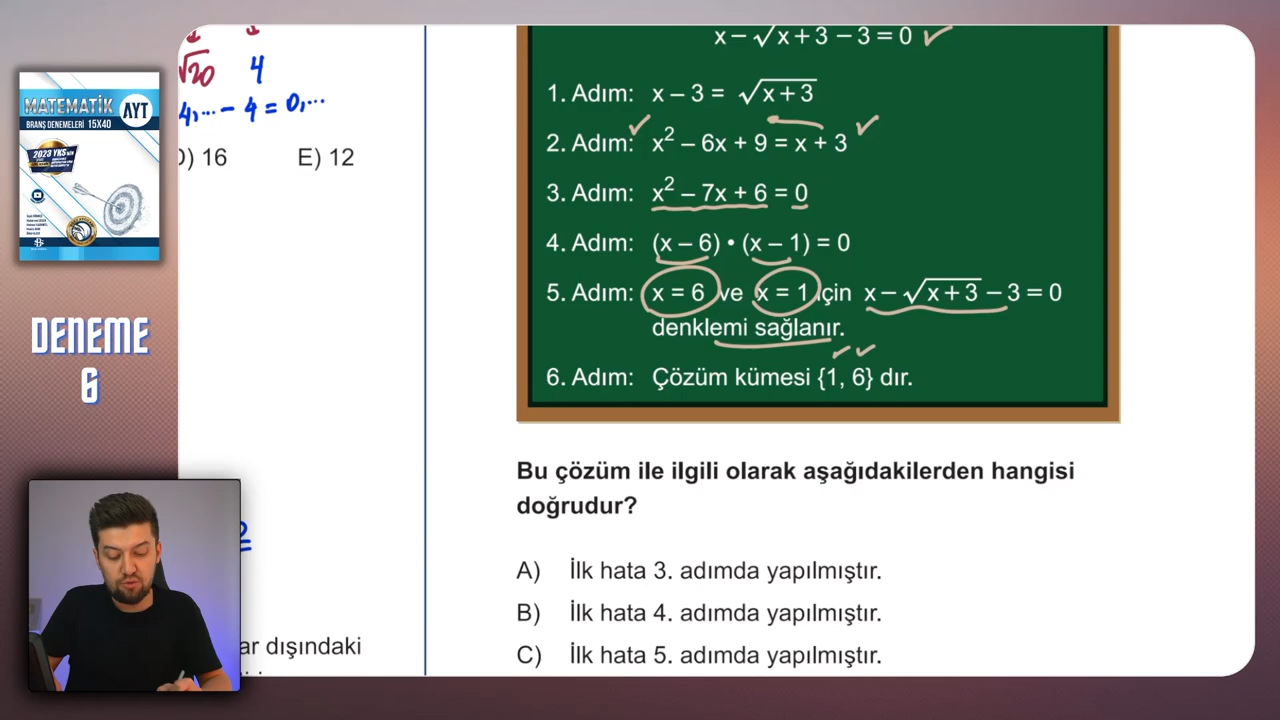 √20 4
4,... - 4 = 0,...
D) 16 E) 12
MATEMATİK AYT
BRANŞ DENEMELERİ 15X40
2023 YKS'NİN
DENEME
6
ar dışındaki
x – √x + 3 – 3 = 0
1. Adım: x – 3 = √x + 3
2. Adım: x² – 6x + 9 = x + 3
3. Adım: x² – 7x + 6 = 0
4. Adım: (x – 6) • (x – 1) = 0
5. Adım: x = 6 ve x = 1 için x – √x + 3 – 3 = 0
denklemi sağlanır.
6. Adım: Çözüm kümesi {1, 6} dır.
Bu çözüm ile ilgili olarak aşağıdakilerden hangisi
doğrudur?
A) İlk hata 3. adımda yapılmıştır.
B) İlk hata 4. adımda yapılmıştır.
C) İlk hata 5. adımda yapılmıştır.